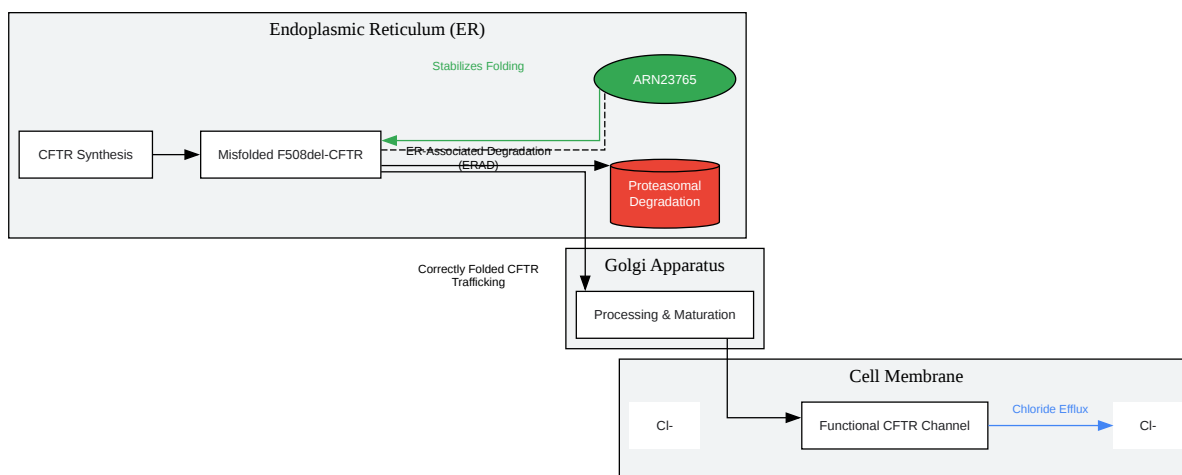 Endoplasmic Reticulum (ER)
Stabilizes Folding
ARN23765
CFTR Synthesis
Misfolded F508del-CFTR
ER-Associated Degradation
(ERAD)
Proteasomal
Degradation
Golgi Apparatus
Correctly Folded CFTR
Trafficking
Processing & Maturation
Cell Membrane
Cl-
Functional CFTR Channel
Chloride Efflux
Cl-